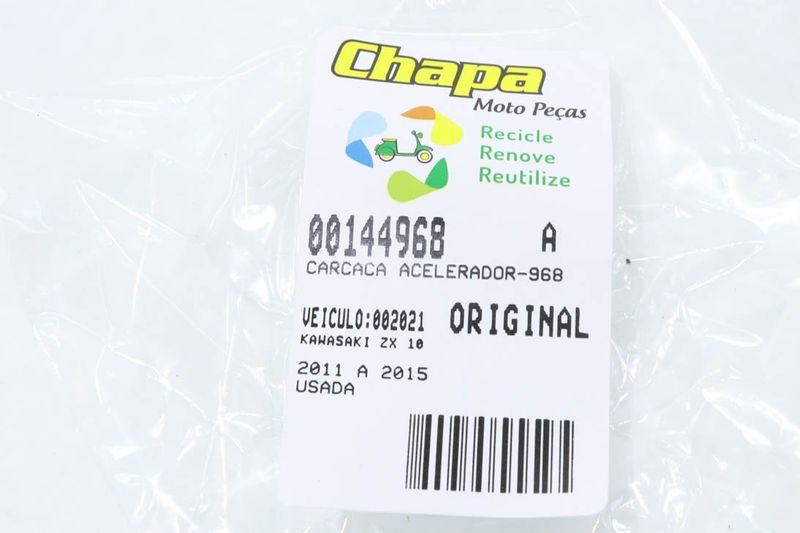 Chapa
Moto Peças
Recicle
Renove
Reutilize
00144968 A
CARCACA ACELERADOR-968
VEICULO:002021 ORIGINAL
KAWASAKI ZX 10
2011 A 2015
USADA